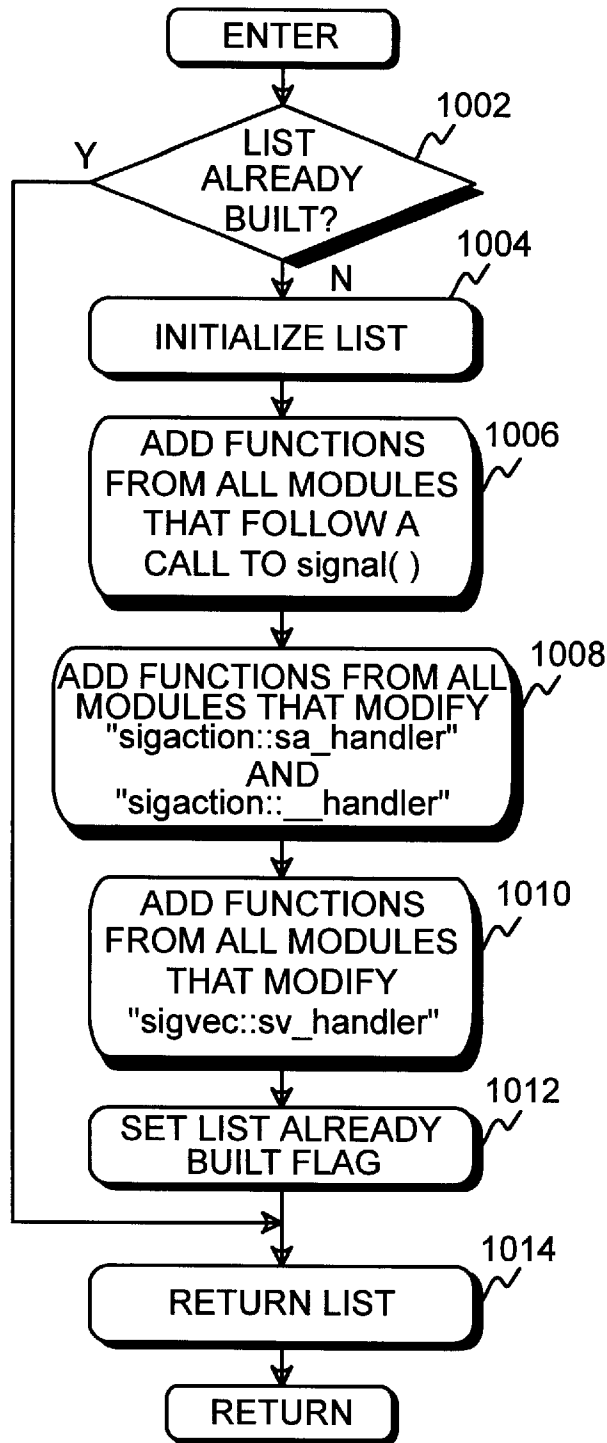 ENTER
1002
LIST
ALREADY
BUILT?
Y
N
1004
INITIALIZE LIST
1006
ADD FUNCTIONS
FROM ALL MODULES
THAT FOLLOW A
CALL TO signal( )
1008
ADD FUNCTIONS FROM ALL
MODULES THAT MODIFY
"sigaction::sa_handler"
AND
"sigaction::__handler"
1010
ADD FUNCTIONS
FROM ALL MODULES
THAT MODIFY
"sigvec::sv_handler"
1012
SET LIST ALREADY
BUILT FLAG
1014
RETURN LIST
RETURN